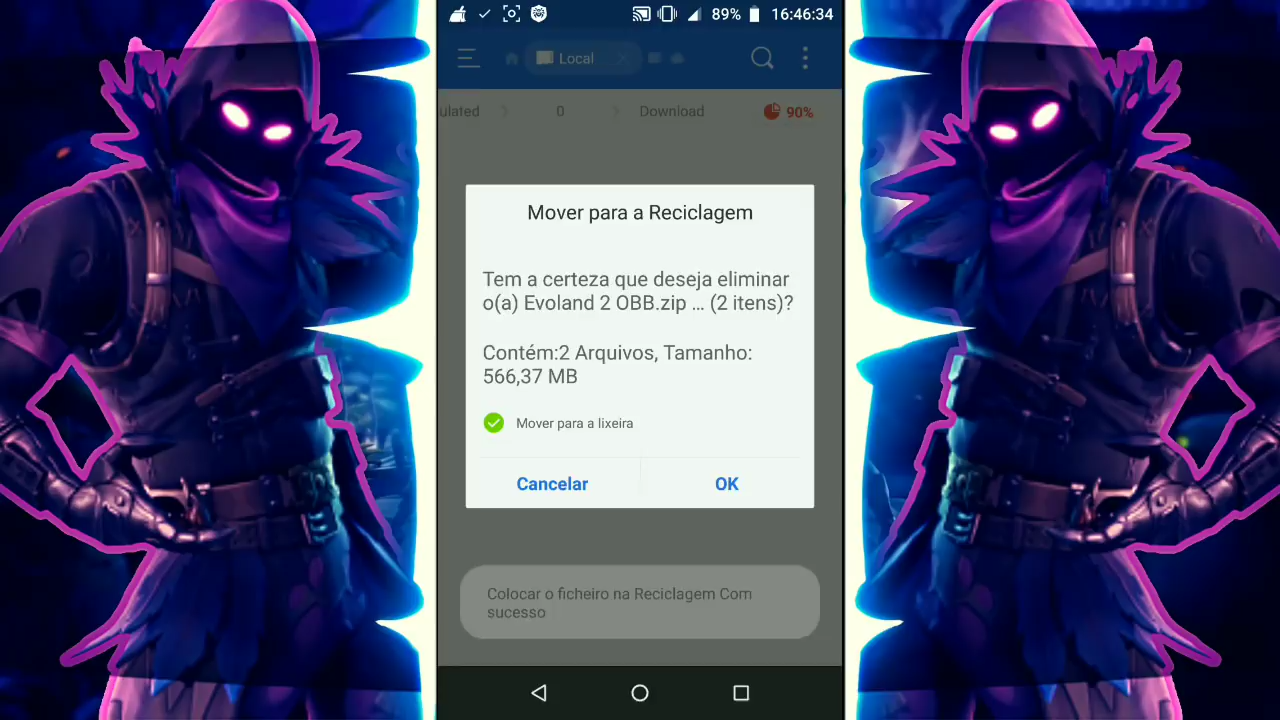 89% 16:46:34
Local
ulated 0 Download 90%
Mover para a Reciclagem
Tem a certeza que deseja eliminar
o(a) Evoland 2 OBB.zip ... (2 itens)?
Contém:2 Arquivos, Tamanho:
566,37 MB
Mover para a lixeira
Cancelar OK
Colocar o ficheiro na Reciclagem Com
sucesso